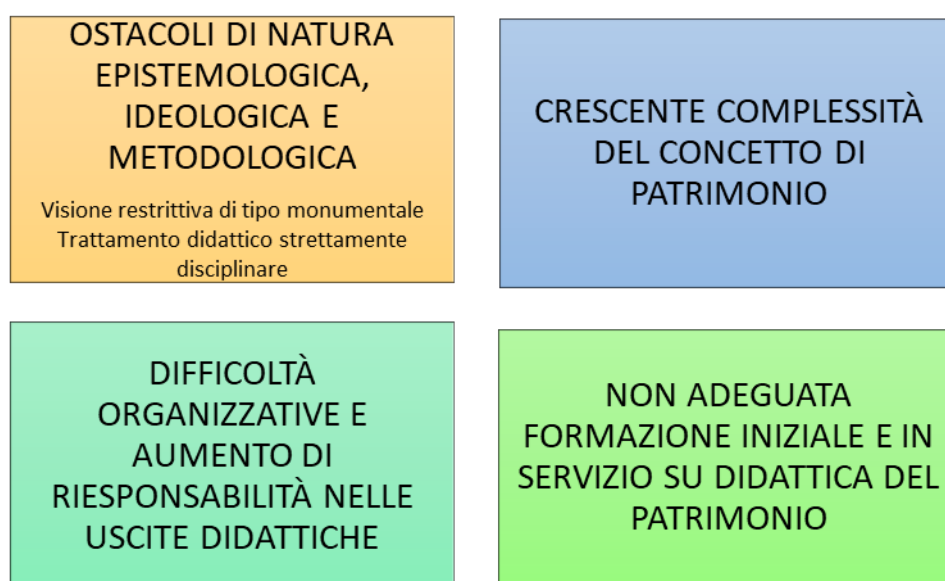 OSTACOLI DI NATURA
EPISTEMOLOGICA,
IDEOLOGICA E
METODOLOGICA
Visione restrittiva di tipo monumentale
Trattamento didattico strettamente
disciplinare
CRESCENTE COMPLESSITÀ
DEL CONCETTO DI
PATRIMONIO
DIFFICOLTÀ
ORGANIZZATIVE E
AUMENTO DI
RIESPONSABILITÀ NELLE
USCITE DIDATTICHE
NON ADEGUATA
FORMAZIONE INIZIALE E IN
SERVIZIO SU DIDATTICA DEL
PATRIMONIO